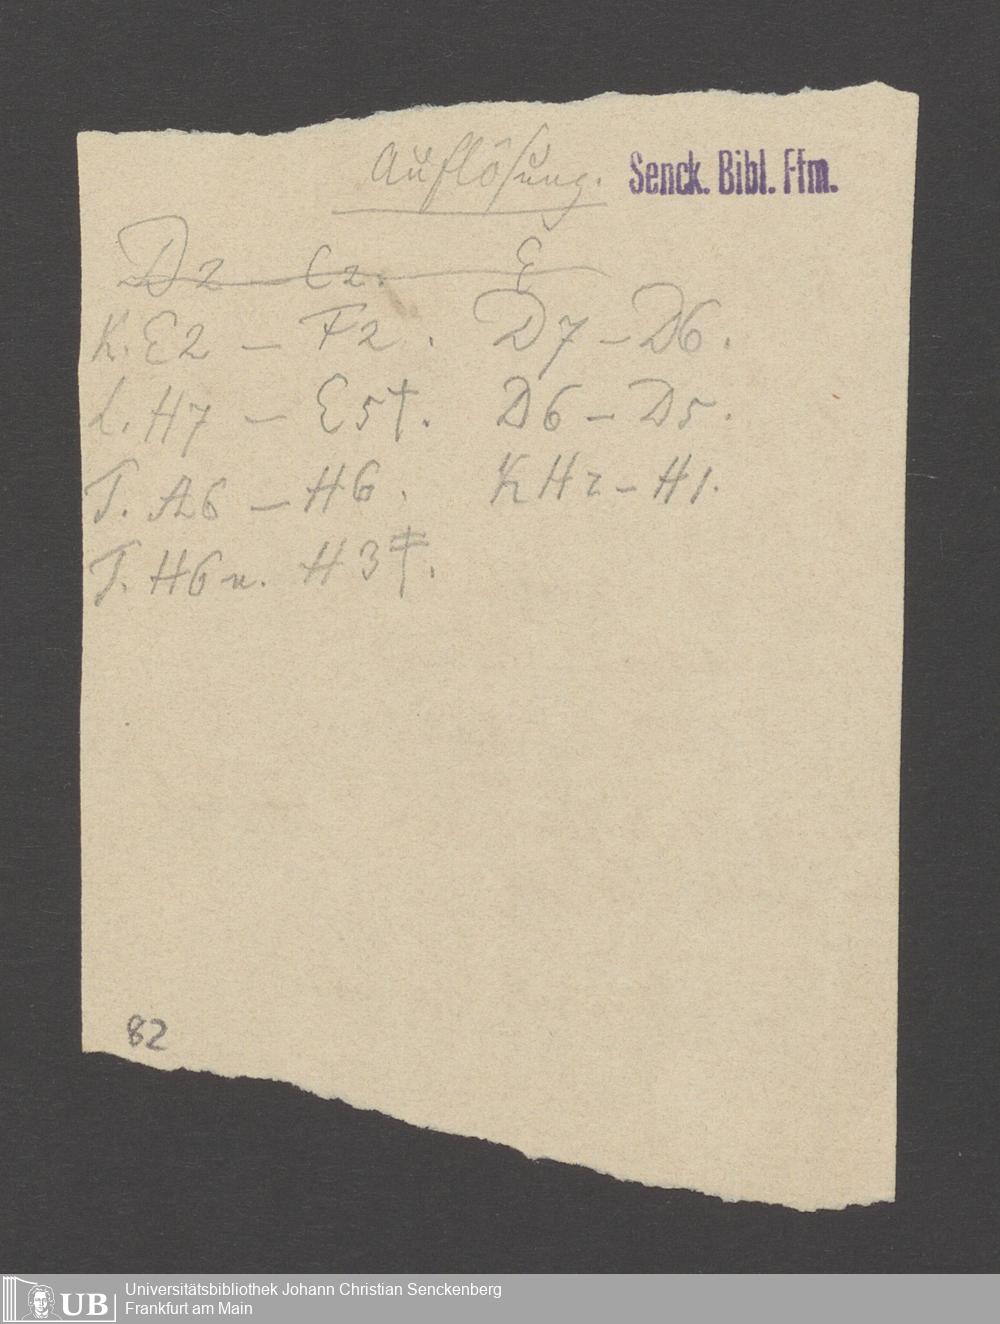 Auflösung.
Senck. Bibl. Ffm.
D2 – C2. E
K. E2 – F2. D7 – D6.
L. H7 – E5†. D6 – D5.
T. A6 – H6. K H2 – H1.
T. H6 n. H3‡.
82
UB
Universitätsbibliothek Johann Christian Senckenberg
Frankfurt am Main